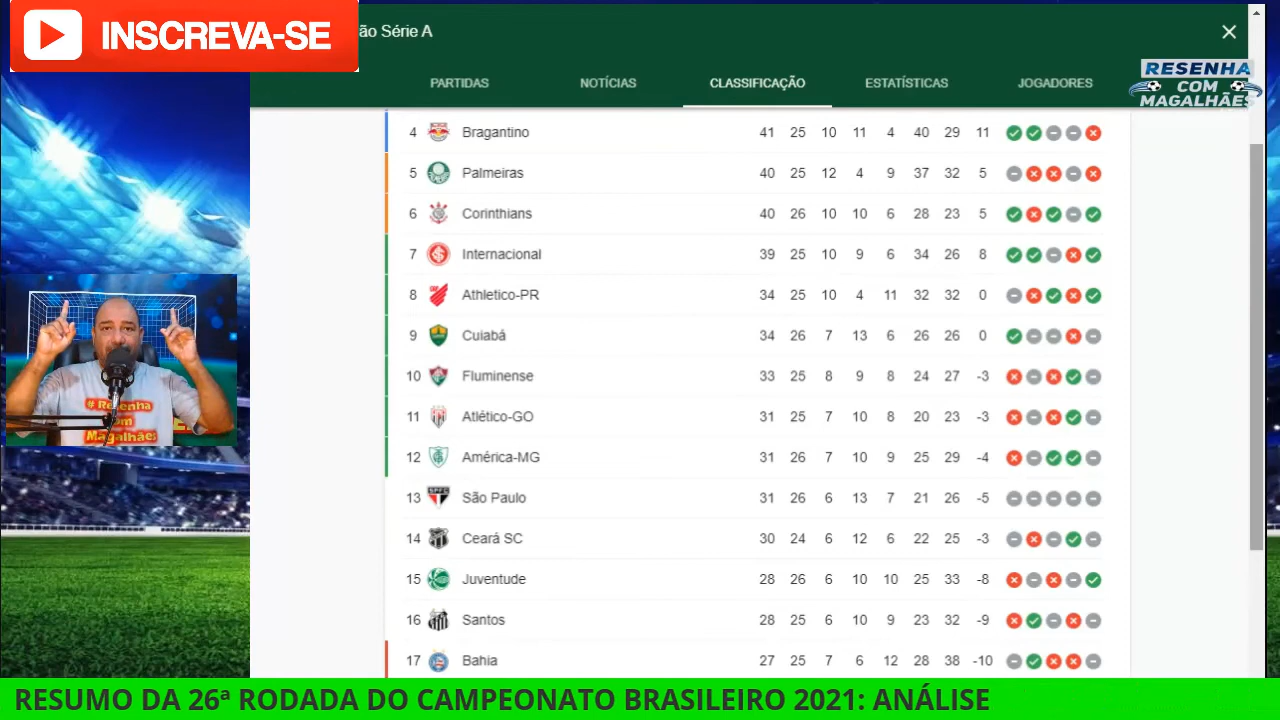 INSCREVA-SE
ão Série A
PARTIDAS NOTÍCIAS CLASSIFICAÇÃO ESTATÍSTICAS JOGADORES
RESENHA
COM
MAGALHÃES
4 Bragantino 41 25 10 11 4 40 29 11
5 Palmeiras 40 25 12 4 9 37 32 5
6 Corinthians 40 26 10 10 6 28 23 5
7 Internacional 39 25 10 9 6 34 26 8
8 Athletico-PR 34 25 10 4 11 32 32 0
9 Cuiabá 34 26 7 13 6 26 26 0
10 Fluminense 33 25 8 9 8 24 27 -3
11 Atlético-GO 31 25 7 10 8 20 23 -3
12 América-MG 31 26 7 10 9 25 29 -4
13 São Paulo 31 26 6 13 7 21 26 -5
14 Ceará SC 30 24 6 12 6 22 25 -3
15 Juventude 28 26 6 10 10 25 33 -8
16 Santos 28 25 6 10 9 23 32 -9
17 Bahia 27 25 7 6 12 28 38 -10
# Resenha
Com
Magalhães
RESUMO DA 26ª RODADA DO CAMPEONATO BRASILEIRO 2021: ANÁLISE